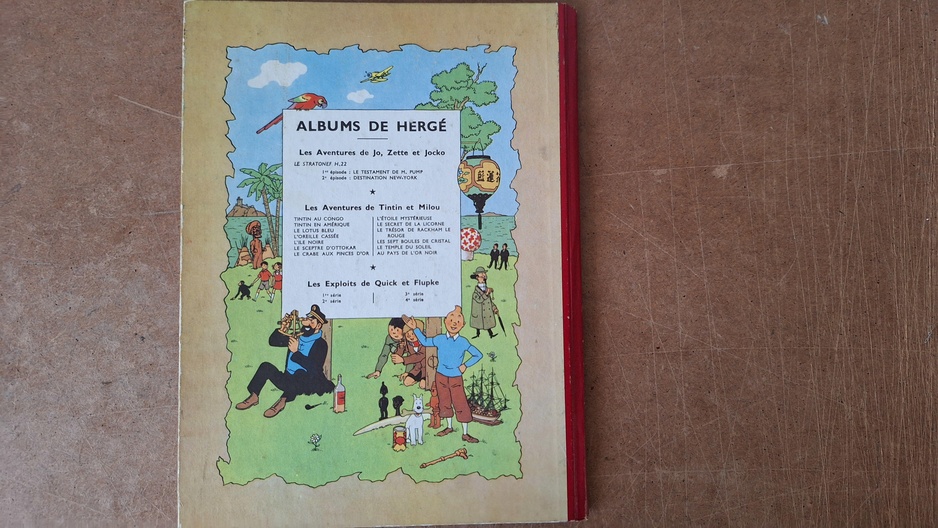 ALBUMS DE HERGÉ
Les Aventures de Jo, Zette et Jocko
LE STRATONEF H.22
1er épisode : LE TESTAMENT DE M. PUMP
2e épisode : DESTINATION NEW-YORK
★
Les Aventures de Tintin et Milou
TINTIN AU CONGO
TINTIN EN AMÉRIQUE
LE LOTUS BLEU
L'OREILLE CASSÉE
L'ILE NOIRE
LE SCEPTRE D'OTTOKAR
LE CRABE AUX PINCES D'OR
L'ÉTOILE MYSTÉRIEUSE
LE SECRET DE LA LICORNE
LE TRÉSOR DE RACKHAM LE
ROUGE
LES SEPT BOULES DE CRISTAL
LE TEMPLE DU SOLEIL
AU PAYS DE L'OR NOIR
★
Les Exploits de Quick et Flupke
1re série
2e série
3e série
4e série